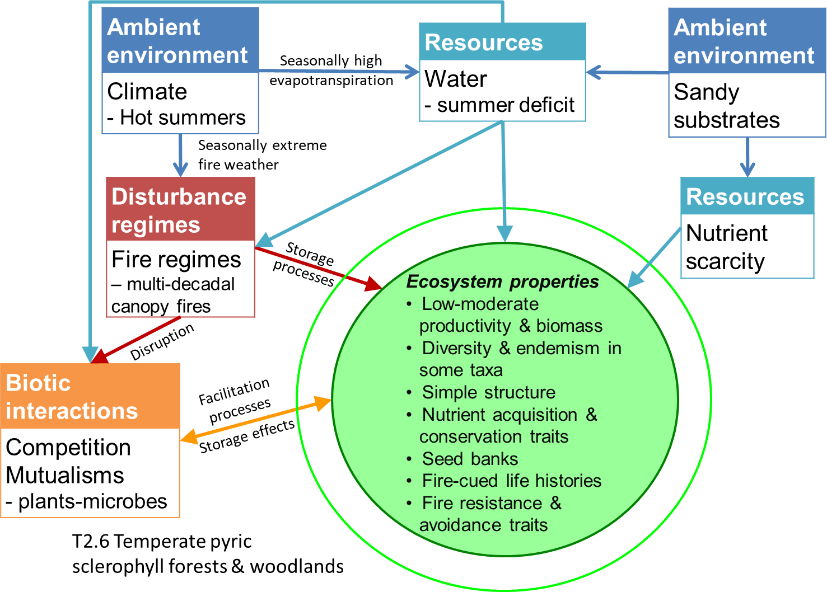 Ambient
environment
Climate
- Hot summers
Seasonally high
evapotranspiration
Resources
Water
- summer deficit
Ambient
environment
Sandy
substrates
Seasonally extreme
fire weather
Disturbance
regimes
Fire regimes
– multi-decadal
canopy fires
Resources
Nutrient
scarcity
Storage
processes
Disruption
Ecosystem properties
• Low-moderate
productivity & biomass
• Diversity & endemism in
some taxa
• Simple structure
• Nutrient acquisition &
conservation traits
• Seed banks
• Fire-cued life histories
• Fire resistance &
avoidance traits
Biotic
interactions
Competition
Mutualisms
- plants-microbes
Facilitation
processes
Storage effects
T2.6 Temperate pyric
sclerophyll forests & woodlands